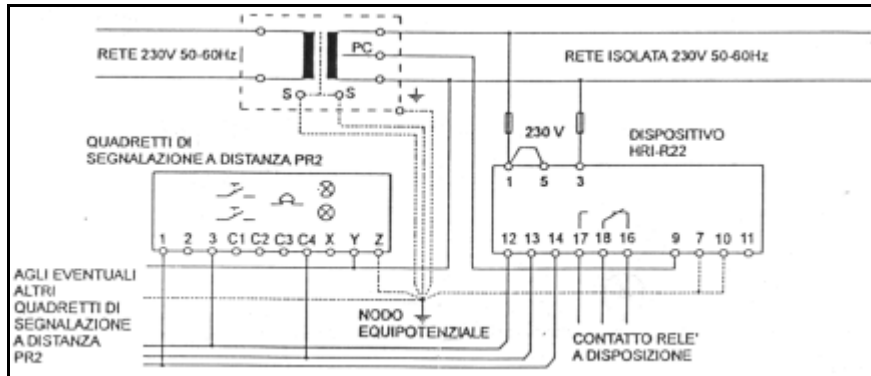 RETE 230V 50-60Hz
PC
RETE ISOLATA 230V 50-60Hz
S S
230 V
DISPOSITIVO
HRI-R22
QUADRETTI DI
SEGNALAZIONE A DISTANZA PR2
1 5 3
1 2 3 C1 C2 C3 C4 X Y Z
12 13 14 17 18 16 9 7 10 11
AGLI EVENTUALI
ALTRI
QUADRETTI DI
SEGNALAZIONE
A DISTANZA
PR2
NODO
EQUIPOTENZIALE
CONTATTO RELE'
A DISPOSIZIONE